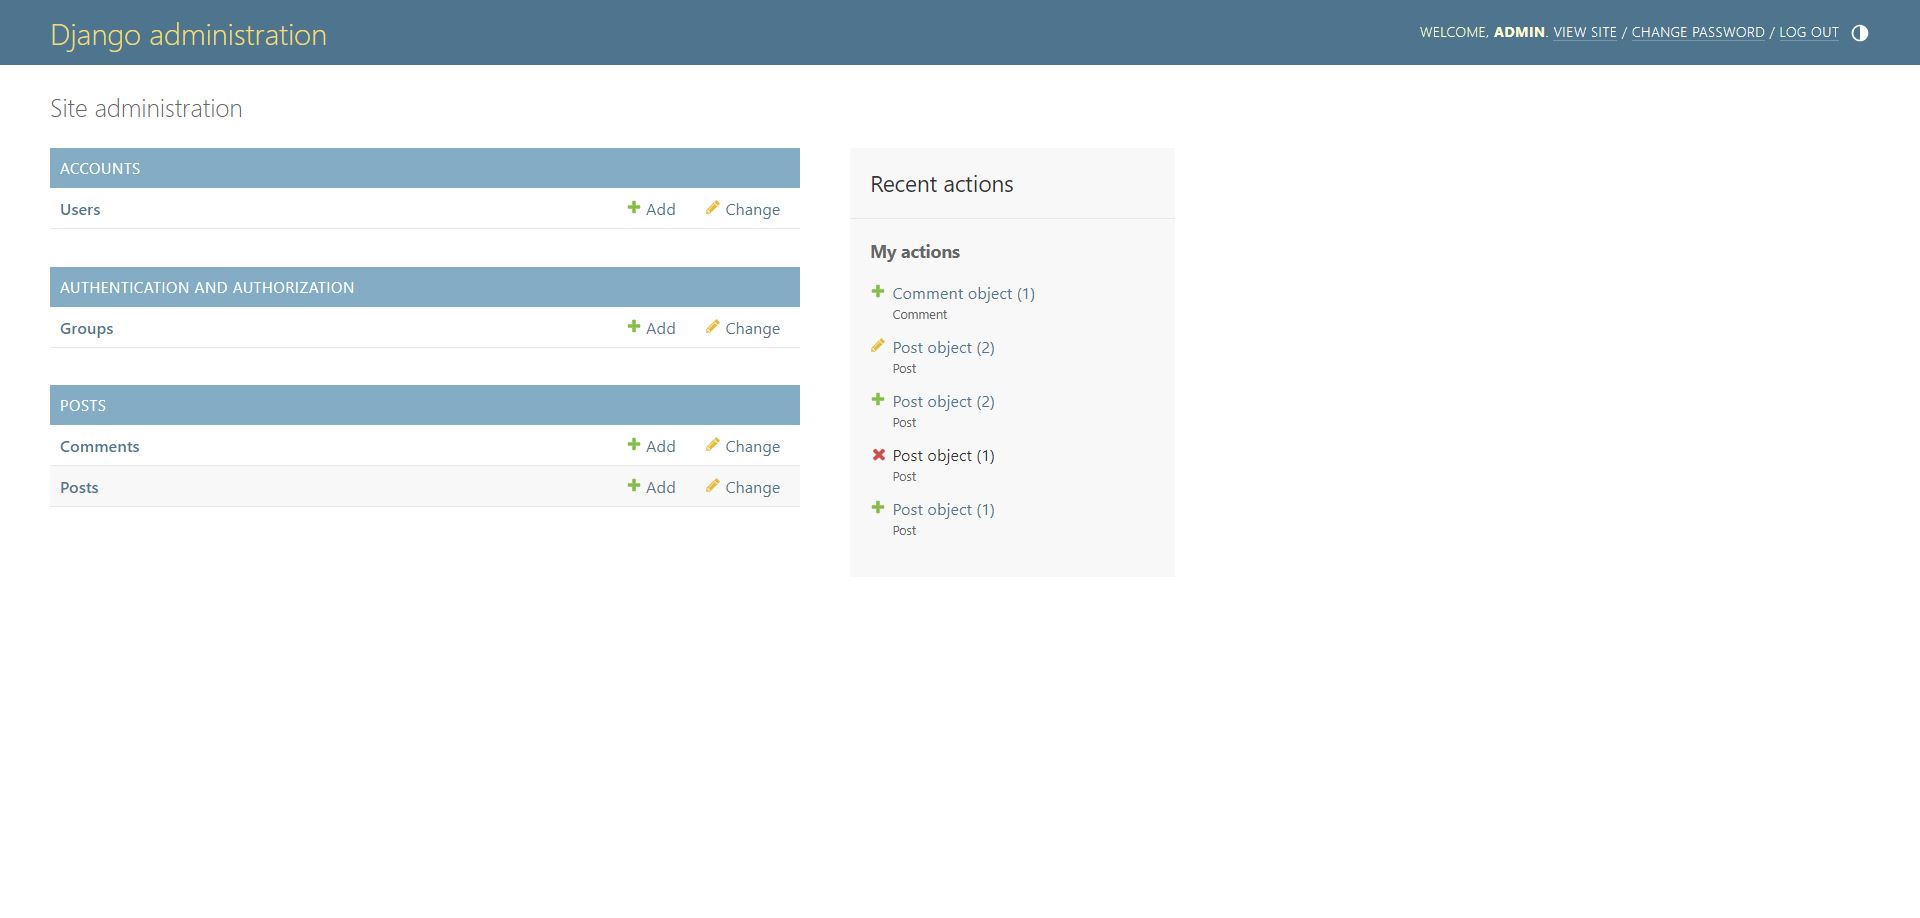 Django administration
WELCOME, ADMIN. VIEW SITE / CHANGE PASSWORD / LOG OUT
Site administration
ACCOUNTS
Users Add Change
AUTHENTICATION AND AUTHORIZATION
Groups Add Change
POSTS
Comments Add Change
Posts Add Change
Recent actions
My actions
Comment object (1)
Comment
Post object (2)
Post
Post object (2)
Post
Post object (1)
Post
Post object (1)
Post